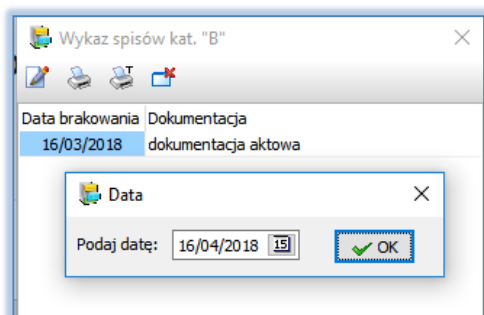 Wykaz spisów kat. "B"
T
Data brakowania Dokumentacja
16/03/2018 dokumentacja aktowa
Data
Podaj datę: 16/04/2018 15 OK